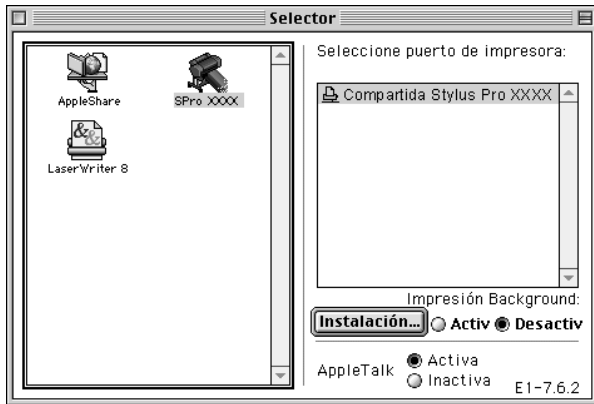 Selector
AppleShare
SPro XXXX
LaserWriter 8
Seleccione puerto de impresora:
Compartida Stylus Pro XXXX
Impresión Background:
Instalación...
Activ
Desactiv
AppleTalk
Activa
Inactiva
E1-7.6.2